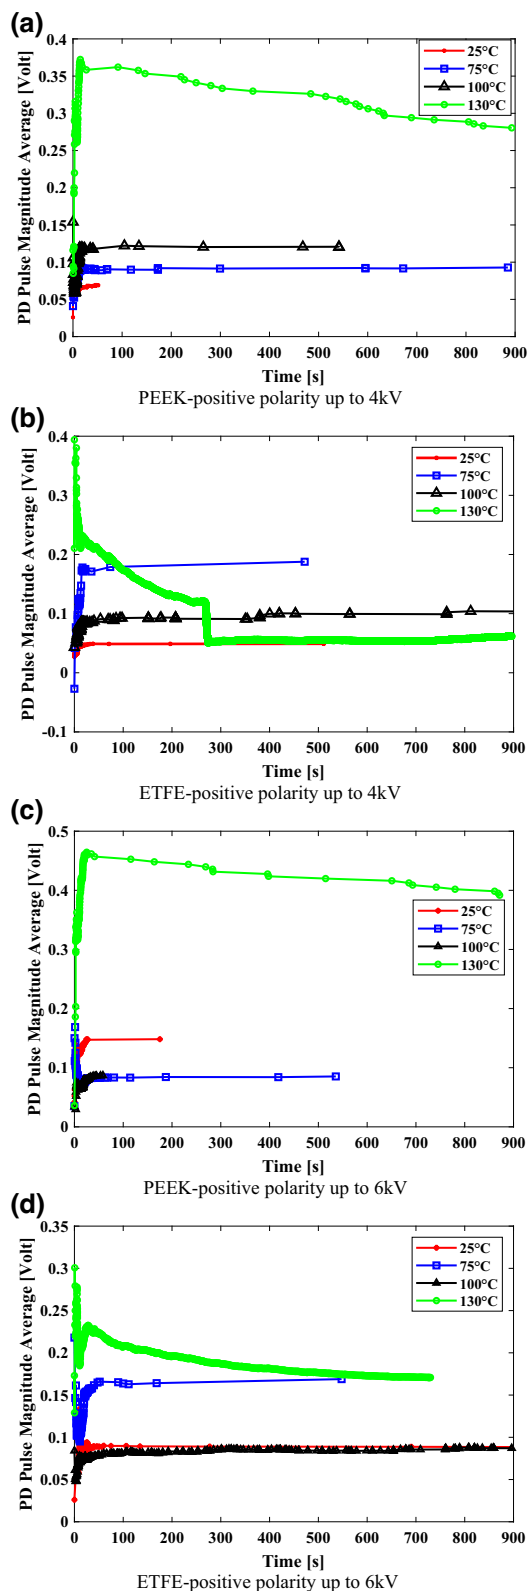 (a)
0.4
0.35
0.3
0.25
0.2
0.15
0.1
0.05
0
PD Pulse Magnitude Average [Volt]
25°C
75°C
100°C
130°C
0 100 200 300 400 500 600 700 800 900
Time [s]
PEEK-positive polarity up to 4kV
(b)
0.4
0.3
0.2
0.1
0
-0.1
PD Pulse Magnitude Average [Volt]
25°C
75°C
100°C
130°C
0 100 200 300 400 500 600 700 800 900
Time [s]
ETFE-positive polarity up to 4kV
(c)
0.5
0.4
0.3
0.2
0.1
0
PD Pulse Magnitude Average [Volt]
25°C
75°C
100°C
130°C
0 100 200 300 400 500 600 700 800 900
Time [s]
PEEK-positive polarity up to 6kV
(d)
0.35
0.3
0.25
0.2
0.15
0.1
0.05
0
PD Pulse Magnitude Average [Volt]
25°C
75°C
100°C
130°C
0 100 200 300 400 500 600 700 800 900
Time [s]
ETFE-positive polarity up to 6kV